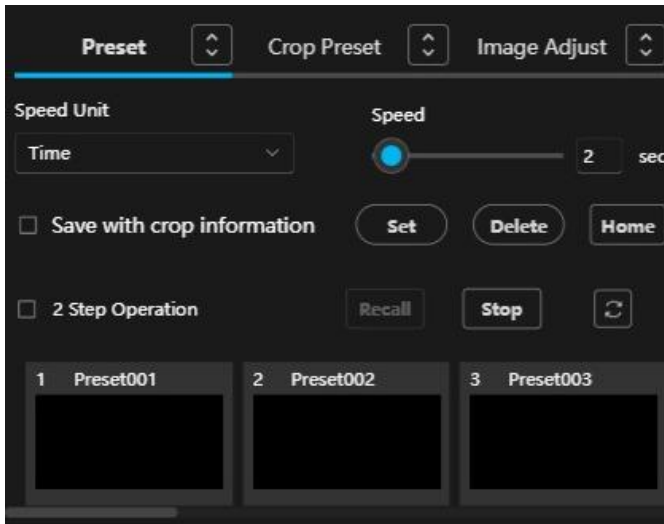 Preset Crop Preset Image Adjust
Speed Unit Speed
Time 2 sec
Save with crop information Set Delete Home
2 Step Operation Recall Stop
1 Preset001 2 Preset002 3 Preset003